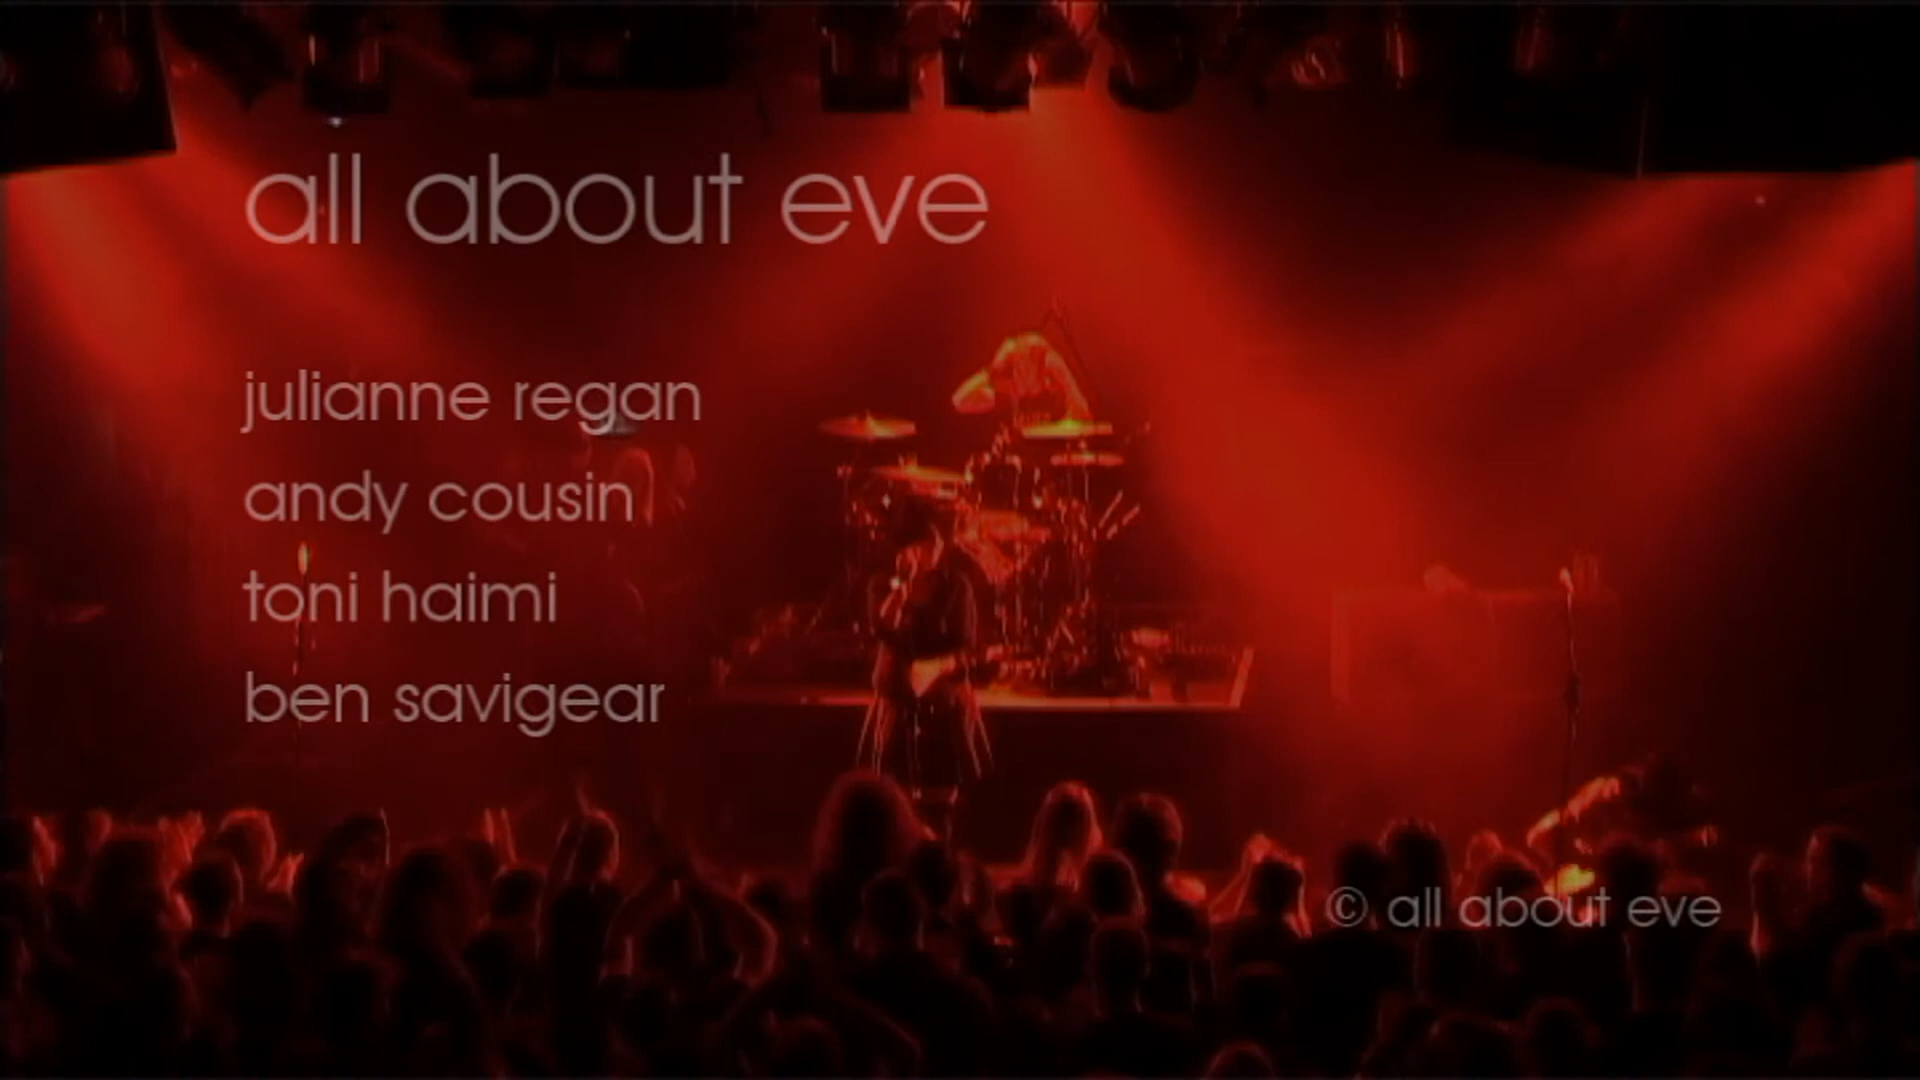 all about eve
julianne regan
andy cousin
toni haimi
ben savigear
© all about eve